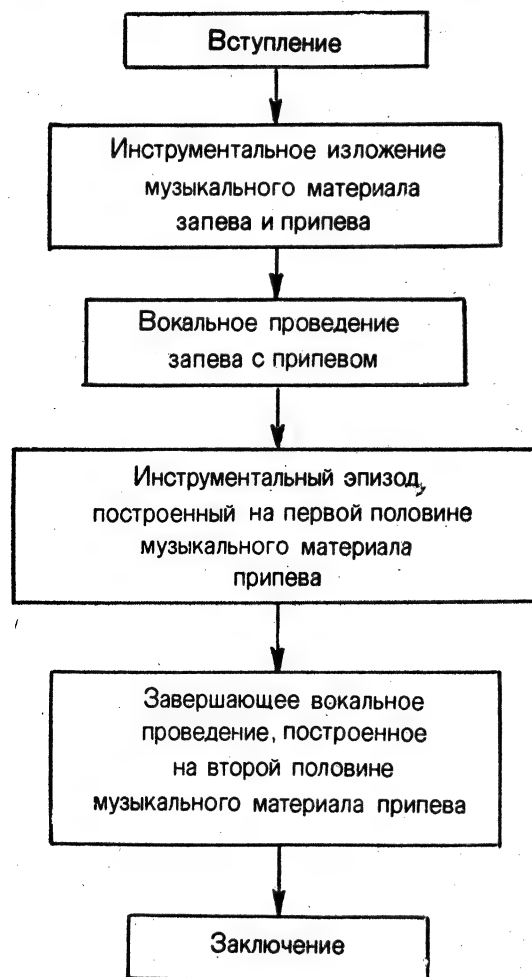 Вступление
Инструментальное изложение
музыкального материала
запева и припева
Вокальное проведение
запева с припевом
Инструментальный эпизод,
построенный на первой половине
музыкального материала
припева
Завершающее вокальное
проведение, построенное
на второй половине
музыкального материала припева
Заключение